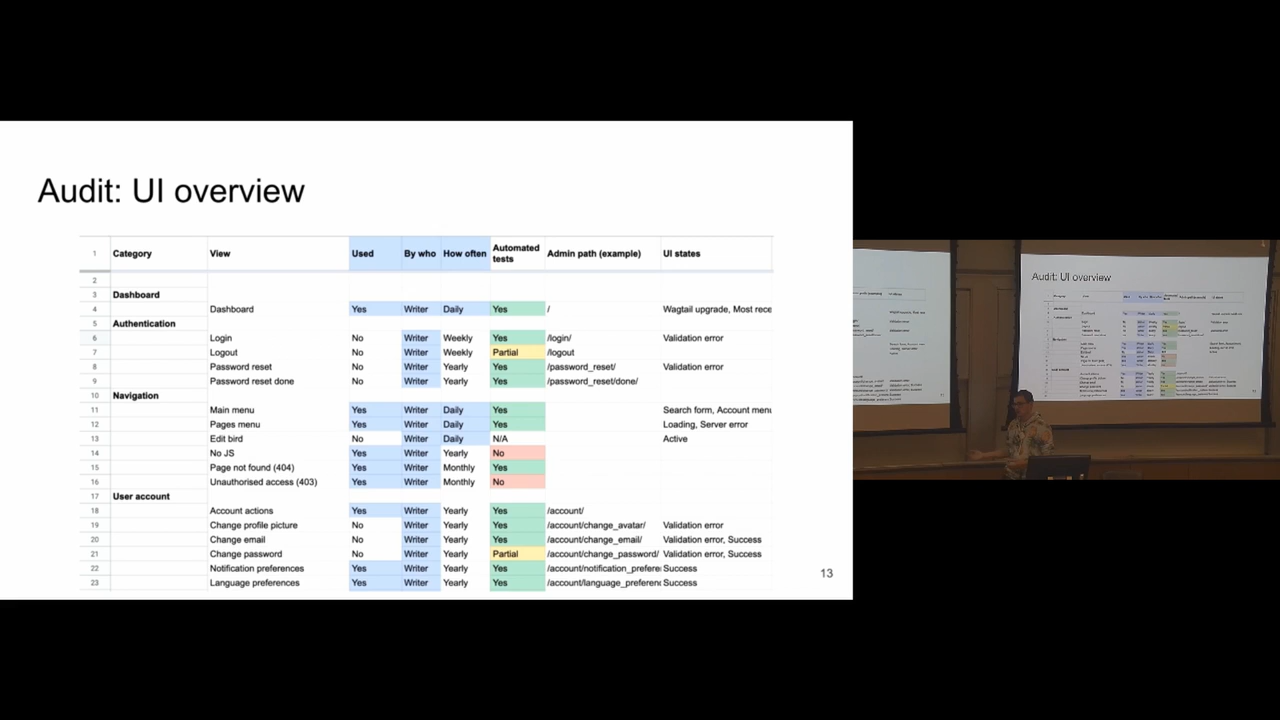 Audit: UI overview
1 Category View Used By who How often Automated tests Admin path (example) UI states
2
3 Dashboard
4 Dashboard Yes Writer Daily Yes / Wagtail upgrade, Most rece
5 Authentication
6 Login No Writer Weekly Yes /login/ Validation error
7 Logout No Writer Weekly Partial /logout
8 Password reset No Writer Yearly Yes /password_reset/ Validation error
9 Password reset done No Writer Yearly Yes /password_reset/done/
10 Navigation
11 Main menu Yes Writer Daily Yes Search form, Account menu
12 Pages menu Yes Writer Daily Yes Loading, Server error
13 Edit bird No Writer Daily N/A Active
14 No JS Yes Writer Yearly No
15 Page not found (404) Yes Writer Monthly Yes
16 Unauthorised access (403) Yes Writer Monthly No
17 User account
18 Account actions Yes Writer Yearly Yes /account/
19 Change profile picture No Writer Yearly Yes /account/change_avatar/ Validation error
20 Change email No Writer Yearly Yes /account/change_email/ Validation error, Success
21 Change password No Writer Yearly Partial /account/change_password/ Validation error, Success
22 Notification preferences Yes Writer Yearly Yes /account/notification_prefere Success
23 Language preferences Yes Writer Yearly Yes /account/language_preferenc Success
13
Audit: UI overview